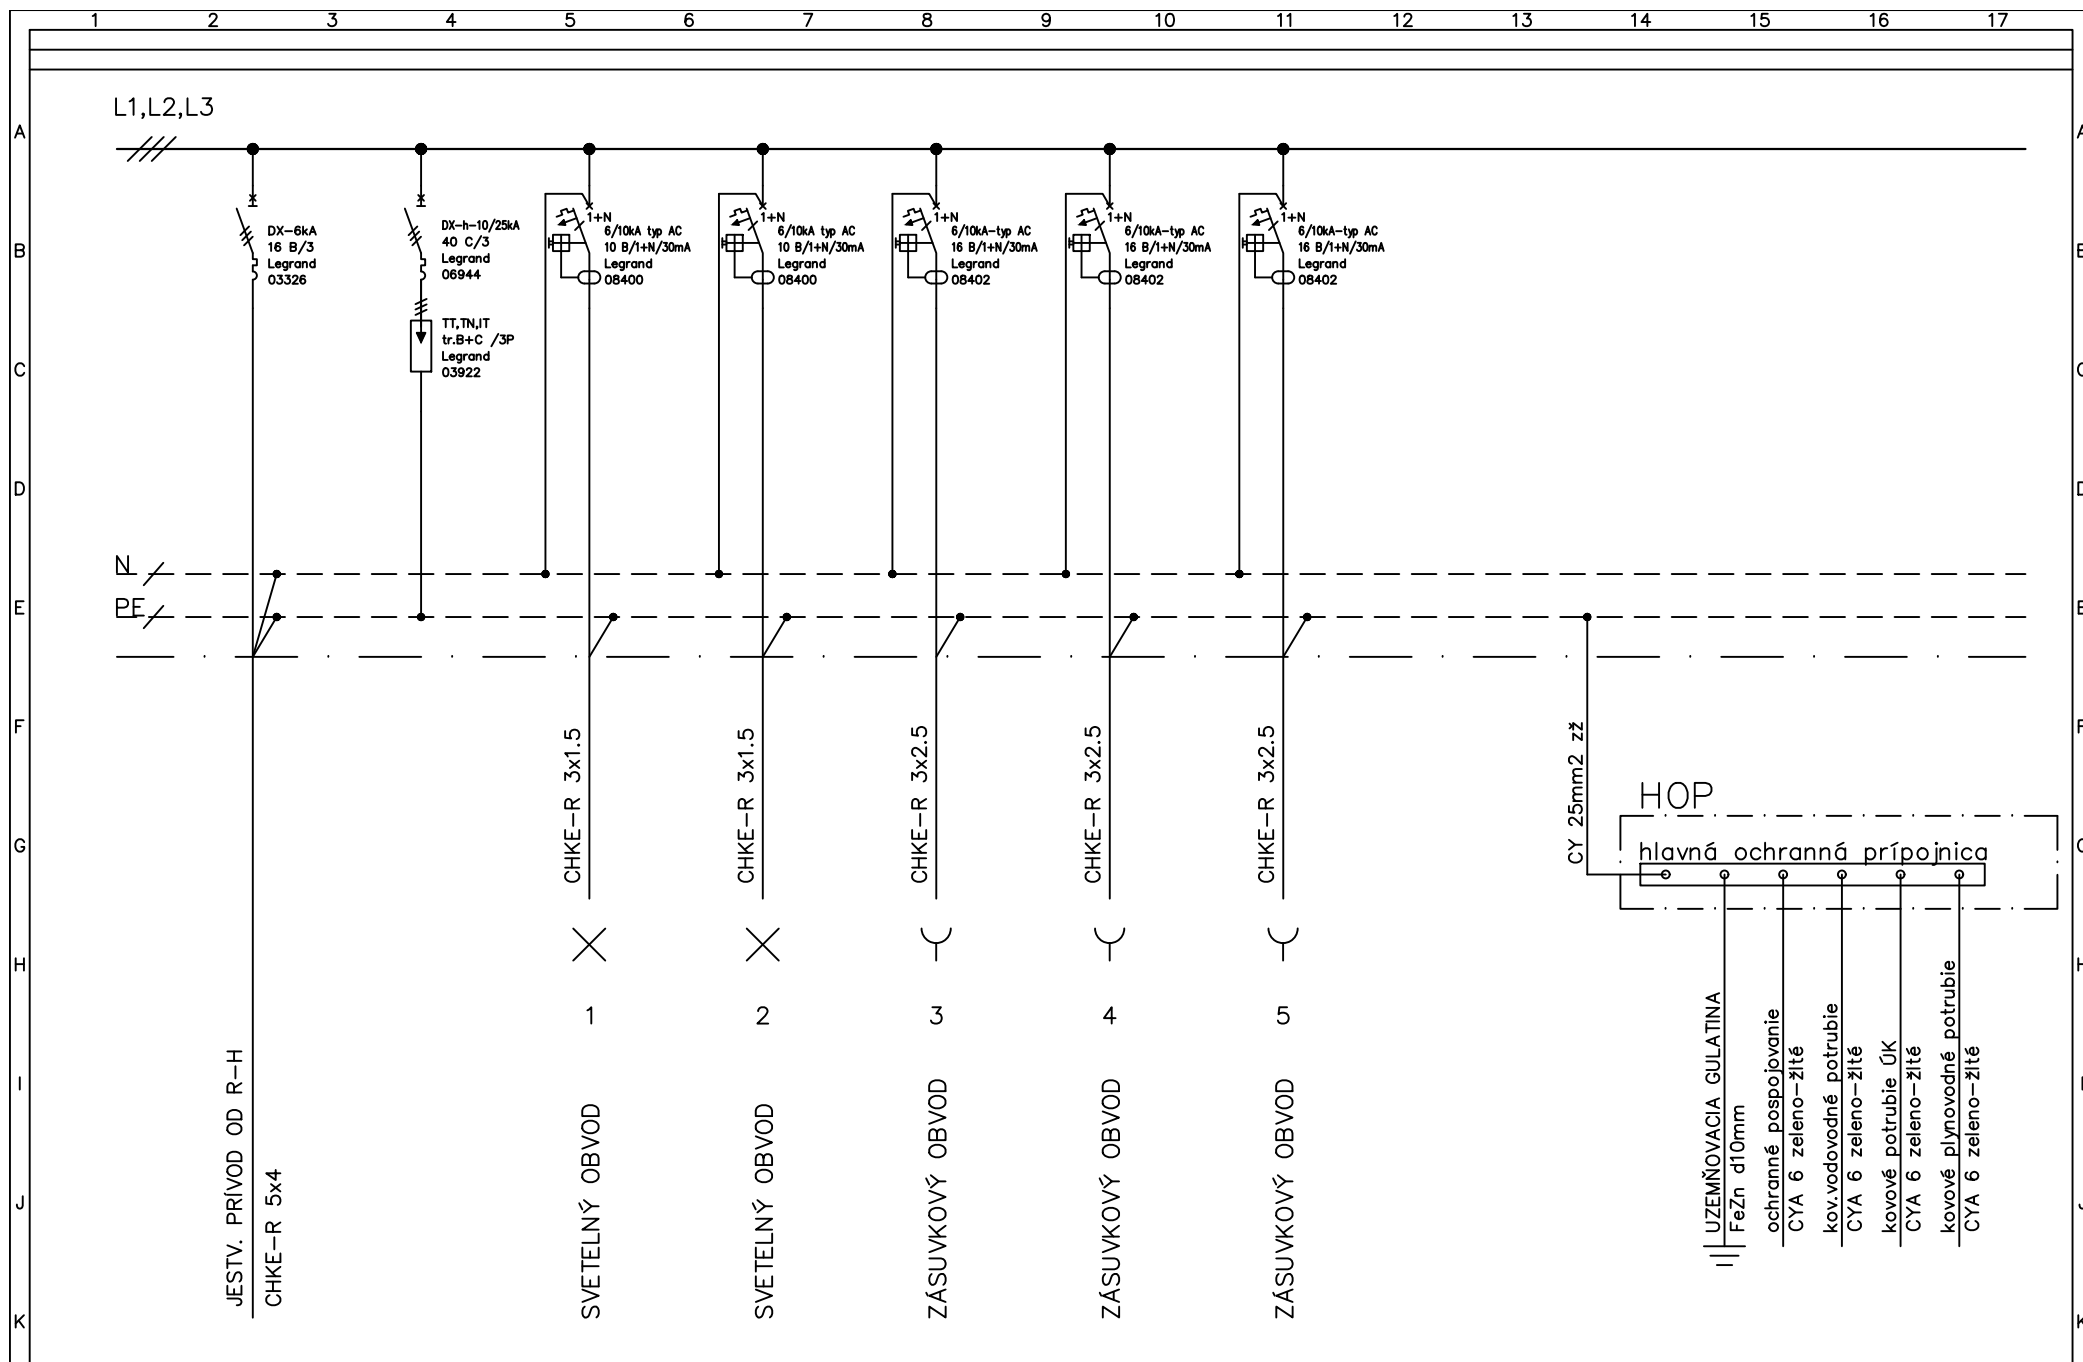 1 2 3 4 5 6 7 8 9 10 11 12 13 14 15 16 17
L1,L2,L3
A
B
C
D
E
F
G
H
I
J
K
DX-6kA
16 B/3
Legrand
03326
DX-h-10/25kA
40 C/3
Legrand
06944
TT,TN,IT
tr.B+C /3P
Legrand
03922
1+N
6/10kA typ AC
10 B/1+N/30mA
Legrand
08400
1+N
6/10kA typ AC
10 B/1+N/30mA
Legrand
08400
1+N
6/10kA-typ AC
16 B/1+N/30mA
Legrand
08402
1+N
6/10kA-typ AC
16 B/1+N/30mA
Legrand
08402
1+N
6/10kA-typ AC
16 B/1+N/30mA
Legrand
08402
N
PE
JESTV. PRÍVOD OD R-H
CHKE-R 5x4
CHKE-R 3x1.5
1
SVETELNÝ OBVOD
CHKE-R 3x1.5
2
SVETELNÝ OBVOD
CHKE-R 3x2.5
3
ZÁSUVKOVÝ OBVOD
CHKE-R 3x2.5
4
ZÁSUVKOVÝ OBVOD
CHKE-R 3x2.5
5
ZÁSUVKOVÝ OBVOD
CY 25mm2 zž
HOP
hlavná ochranná prípojnica
UZEMŇOVACIA GULATINA
FeZn d10mm
ochranné pospojovanie
CYA 6 zeleno-žlté
kov.vodovodné potrubie
CYA 6 zeleno-žlté
kovové potrubie ÚK
CYA 6 zeleno-žlté
kovové plynovodné potrubie
CYA 6 zeleno-žlté
A
B
C
D
E
F
G
H
I
J
K